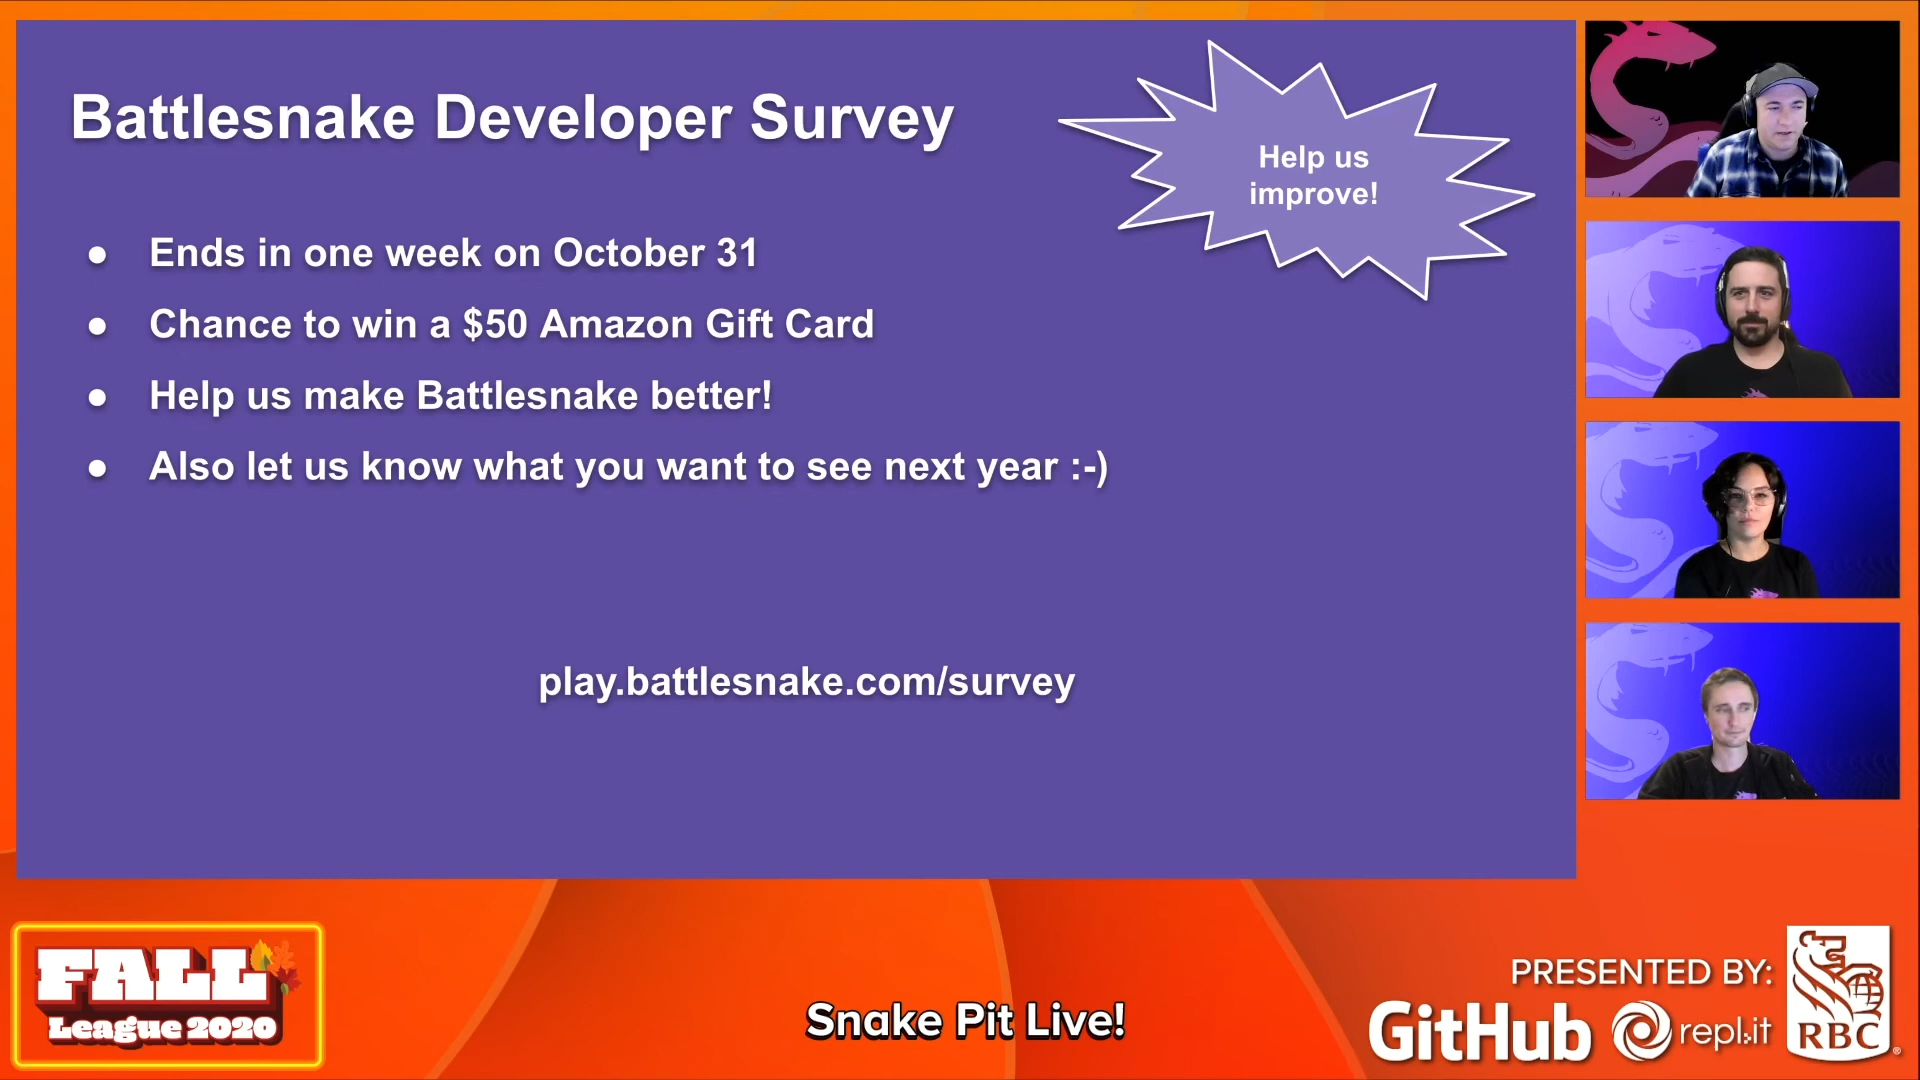 Battlesnake Developer Survey
Help us
improve!
● Ends in one week on October 31
● Chance to win a $50 Amazon Gift Card
● Help us make Battlesnake better!
● Also let us know what you want to see next year :-)
play.battlesnake.com/survey
FALL
League 2020
Snake Pit Live!
PRESENTED BY:
GitHub
repl.it
RBC
®